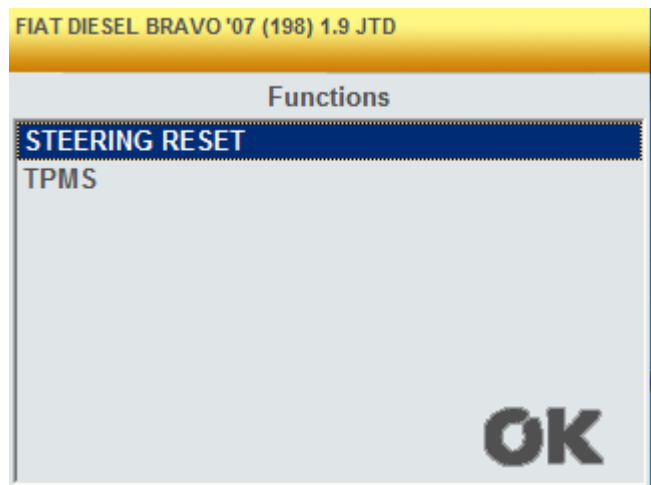 FIAT DIESEL BRAVO '07 (198) 1.9 JTD
Functions
STEERING RESET
TPMS
OK